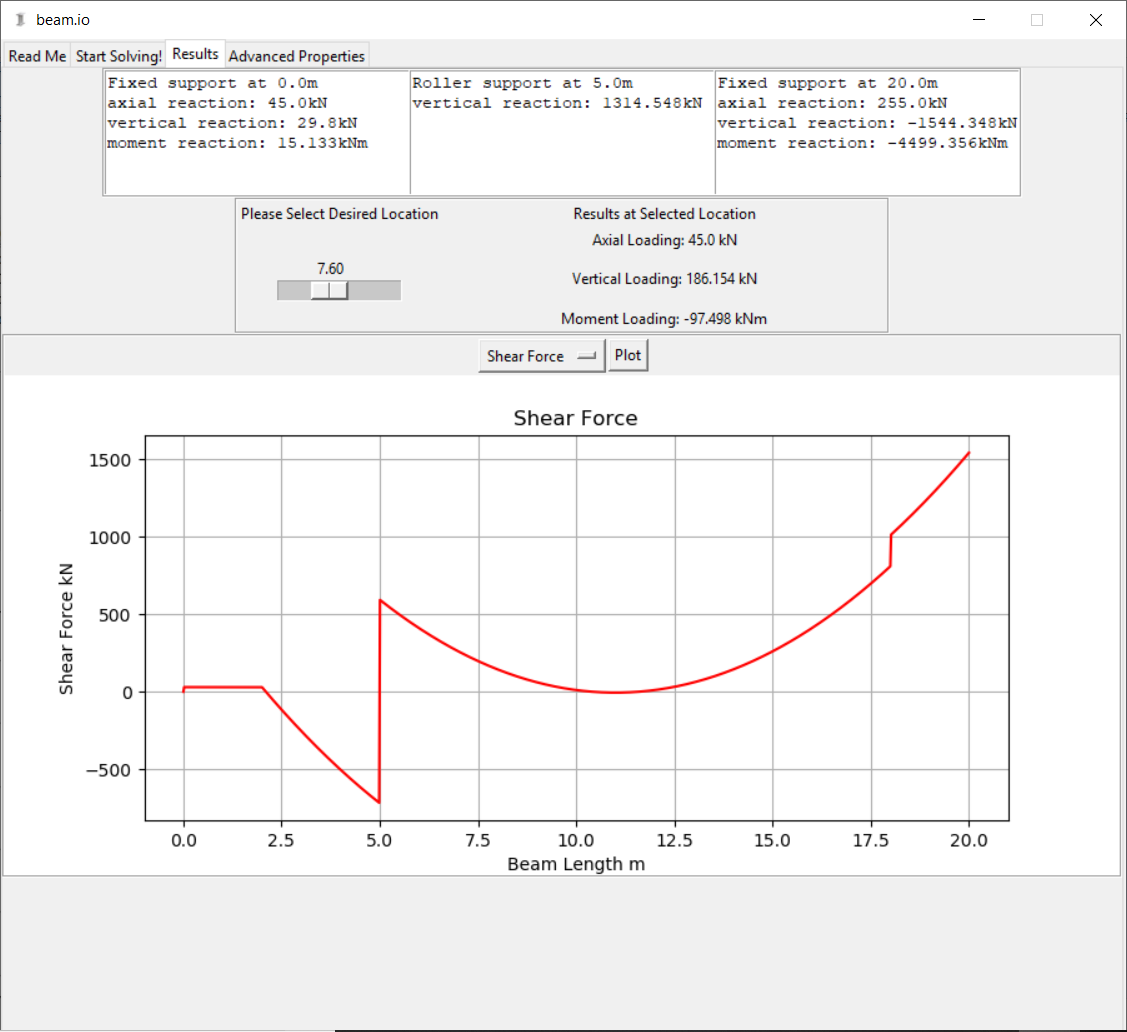 beam.io
Read Me Start Solving! Results Advanced Properties
Fixed support at 0.0m
axial reaction: 45.0kN
vertical reaction: 29.8kN
moment reaction: 15.133kNm
Roller support at 5.0m
vertical reaction: 1314.548kN
Fixed support at 20.0m
axial reaction: 255.0kN
vertical reaction: -1544.348kN
moment reaction: -4499.356kNm
Please Select Desired Location
7.60
Results at Selected Location
Axial Loading: 45.0 kN
Vertical Loading: 186.154 kN
Moment Loading: -97.498 kNm
Shear Force Plot
Shear Force
Shear Force kN
1500
1000
500
0
−500
0.0 2.5 5.0 7.5 10.0 12.5 15.0 17.5 20.0
Beam Length m